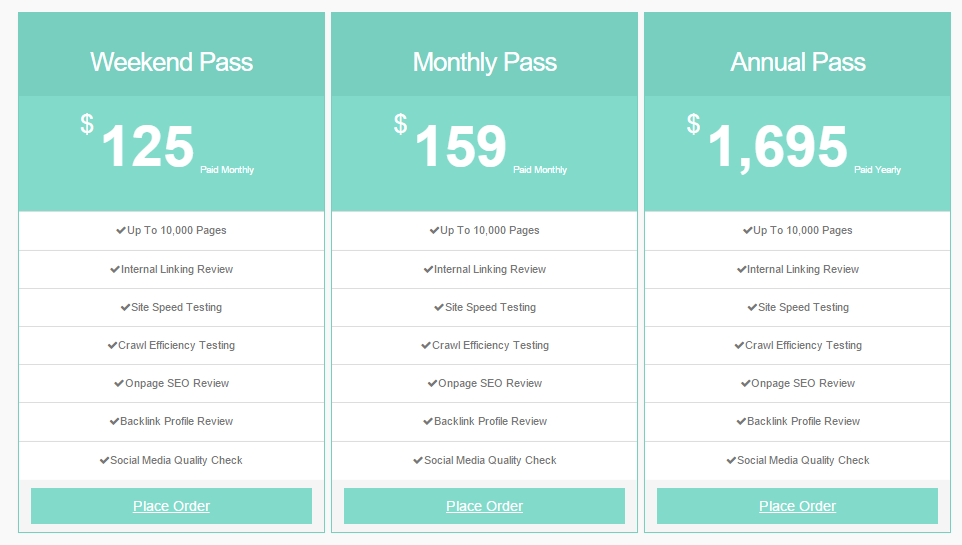 Weekend Pass
$ 125 Paid Monthly
Up To 10,000 Pages
Internal Linking Review
Site Speed Testing
Crawl Efficiency Testing
Onpage SEO Review
Backlink Profile Review
Social Media Quality Check
Place Order
Monthly Pass
$ 159 Paid Monthly
Up To 10,000 Pages
Internal Linking Review
Site Speed Testing
Crawl Efficiency Testing
Onpage SEO Review
Backlink Profile Review
Social Media Quality Check
Place Order
Annual Pass
$ 1,695 Paid Yearly
Up To 10,000 Pages
Internal Linking Review
Site Speed Testing
Crawl Efficiency Testing
Onpage SEO Review
Backlink Profile Review
Social Media Quality Check
Place Order